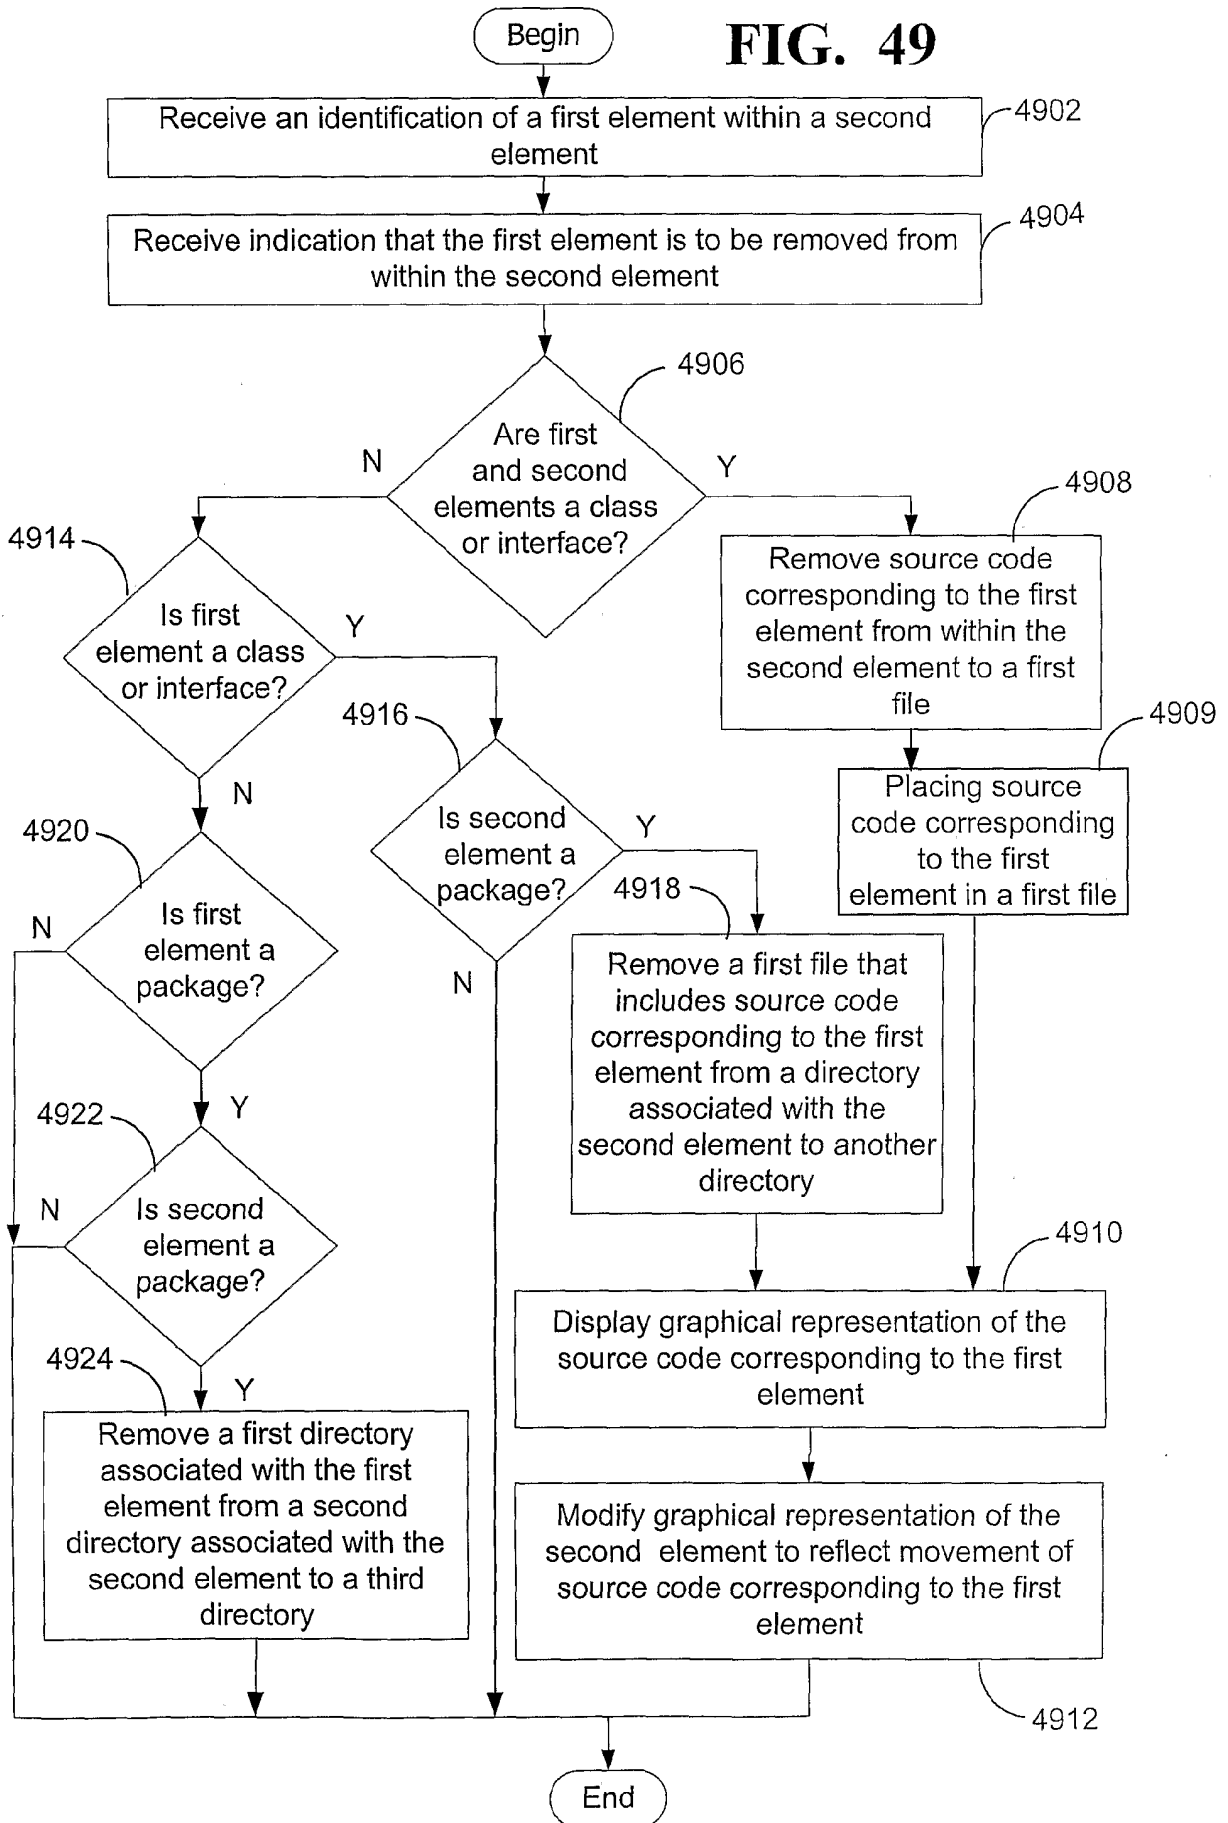 Begin
FIG. 49
Receive an identification of a first element within a second
element
4902
Receive indication that the first element is to be removed from
within the second element
4904
4906
Are first
and second
elements a class
or interface?
N
Y
4908
Remove source code
corresponding to the first
element from within the
second element to a first
file
4914
Is first
element a class
or interface?
Y
N
4909
Placing source
code corresponding
to the first
element in a first file
4916
Is second
element a
package?
Y
N
4918
Remove a first file that
includes source code
corresponding to the first
element from a directory
associated with the
second element to another
directory
4920
Is first
element a
package?
N
Y
4922
Is second
element a
package?
N
Y
4910
Display graphical representation of the
source code corresponding to the first
element
4924
Remove a first directory
associated with the first
element from a second
directory associated with the
second element to a third
directory
Modify graphical representation of the
second element to reflect movement of
source code corresponding to the first
element
4912
End